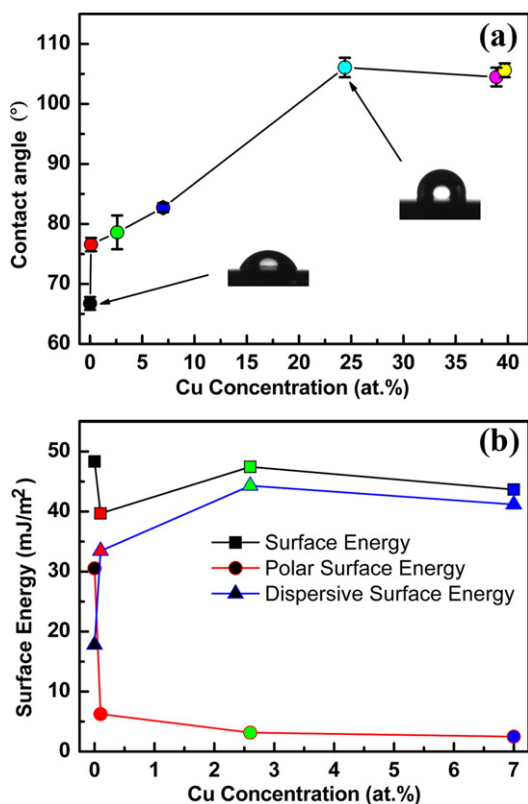 (a)
110
100
90
80
70
60
Contact angle (°)
0 5 10 15 20 25 30 35 40
Cu Concentration (at.%)
(b)
50
40
30
20
10
0
Surface Energy (mJ/m²)
Surface Energy
Polar Surface Energy
Dispersive Surface Energy
0 1 2 3 4 5 6 7
Cu Concentration (at.%)